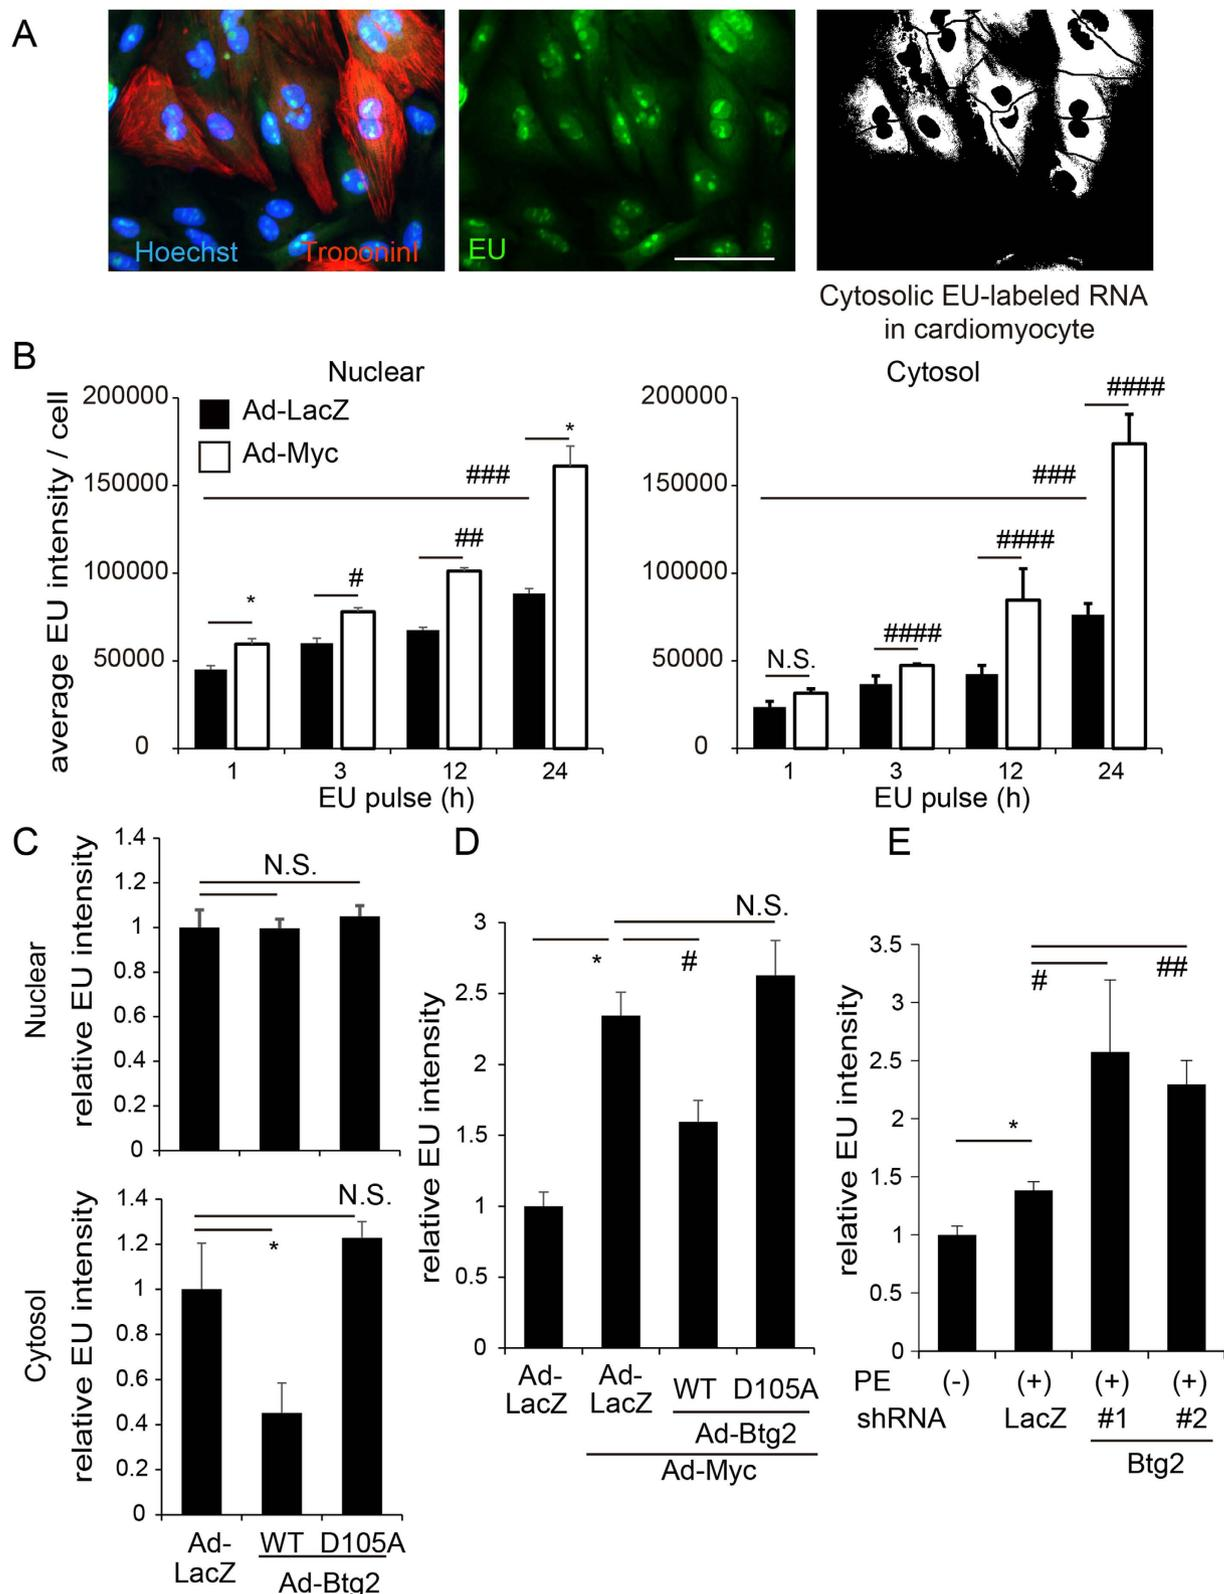 A
Hoechst TroponinI
EU
Cytosolic EU-labeled RNA
in cardiomyocyte
B
Nuclear
average EU intensity / cell
200000
150000
100000
50000
0
Ad-LacZ
Ad-Myc
*
#
##
###
*
1 3 12 24
EU pulse (h)
Cytosol
200000
150000
100000
50000
0
N.S.
####
####
###
####
1 3 12 24
EU pulse (h)
C
Nuclear
relative EU intensity
1.4
1.2
1
0.8
0.6
0.4
0.2
0
N.S.
Cytosol
relative EU intensity
1.4
1.2
1
0.8
0.6
0.4
0.2
0
N.S.
*
Ad-
LacZ
WT D105A
Ad-Btg2
D
relative EU intensity
3
2.5
2
1.5
1
0.5
0
N.S.
*
#
Ad-
LacZ
Ad-
LacZ
WT D105A
Ad-Btg2
Ad-Myc
E
relative EU intensity
3.5
3
2.5
2
1.5
1
0.5
0
*
#
##
PE (-) (+) (+) (+)
shRNA LacZ #1 #2
Btg2